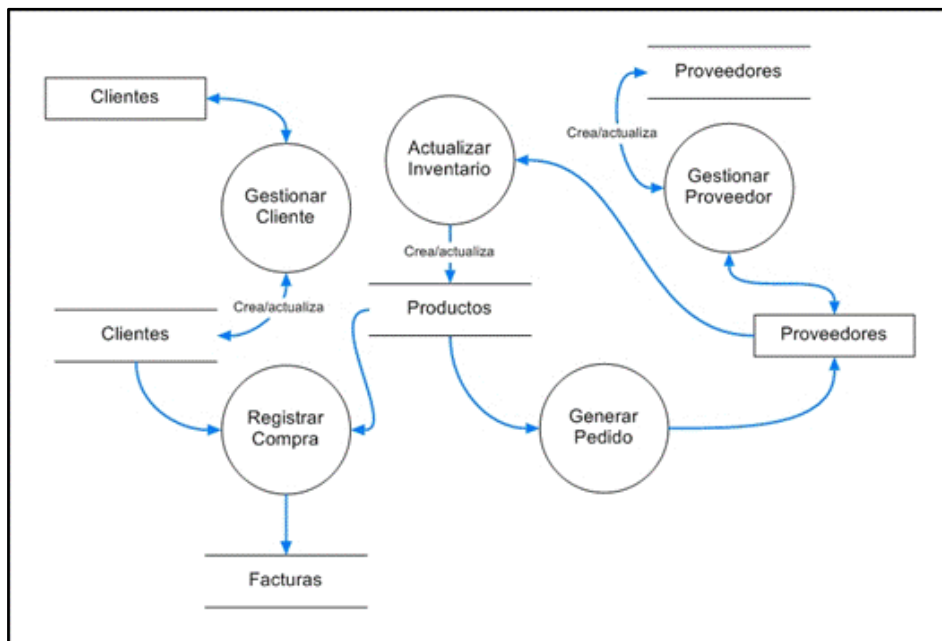 Proveedores
Clientes
Crea/actualiza
Actualizar
Inventario
Gestionar
Proveedor
Gestionar
Cliente
Crea/actualiza
Crea/actualiza
Productos
Clientes
Proveedores
Registrar
Compra
Generar
Pedido
Facturas